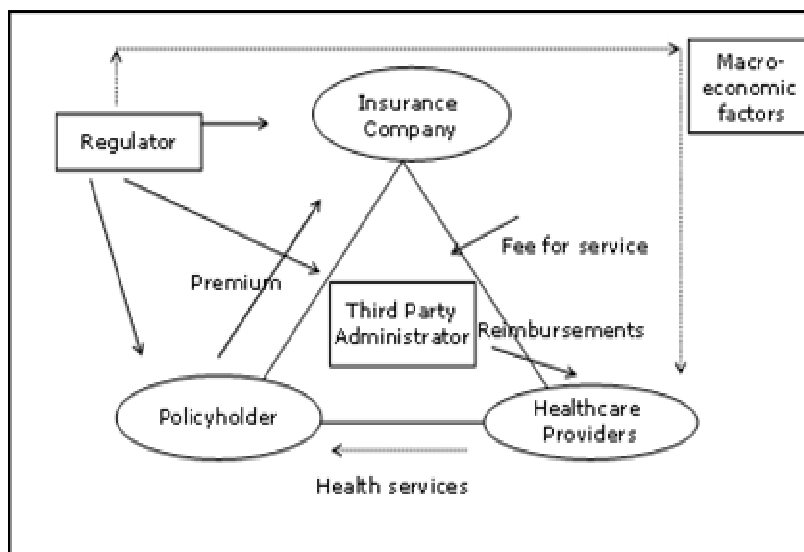 Macro-
economic
factors
Insurance
Company
Regulator
Fee for service
Premium
Third Party
Administrator
Reimbursements
Policyholder
Healthcare
Providers
Health services